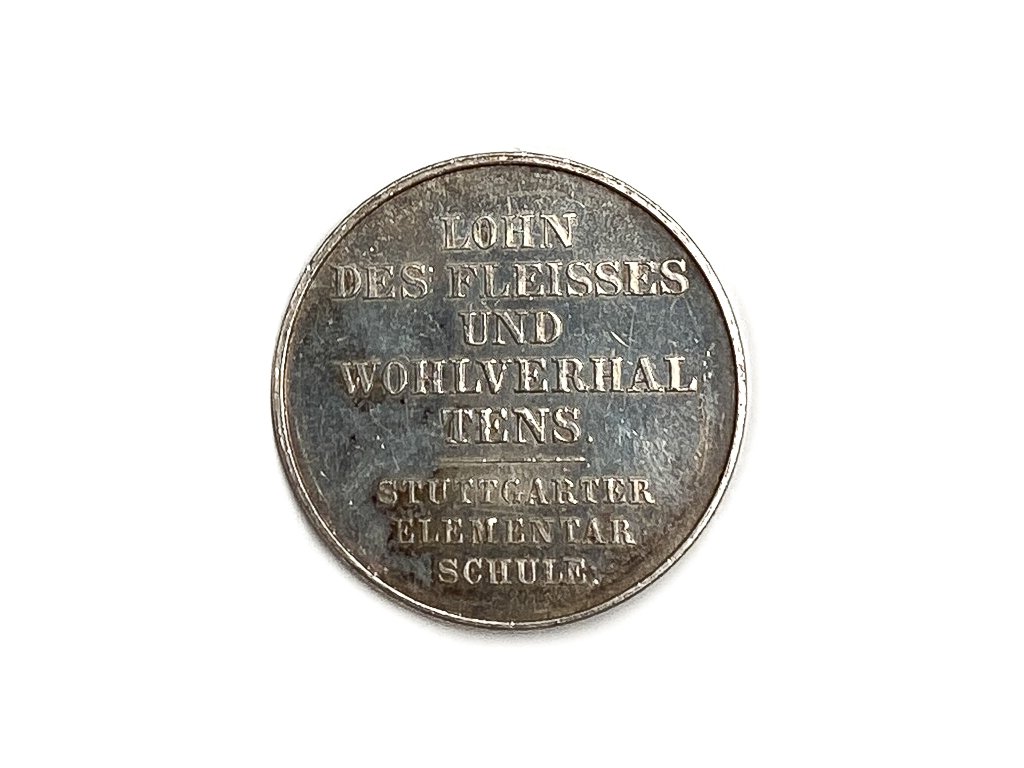 LOHN
DES FLEISSES
UND
WOHLVERHAL
TENS.
STUTTGARTER
ELEMENTAR
SCHULE.